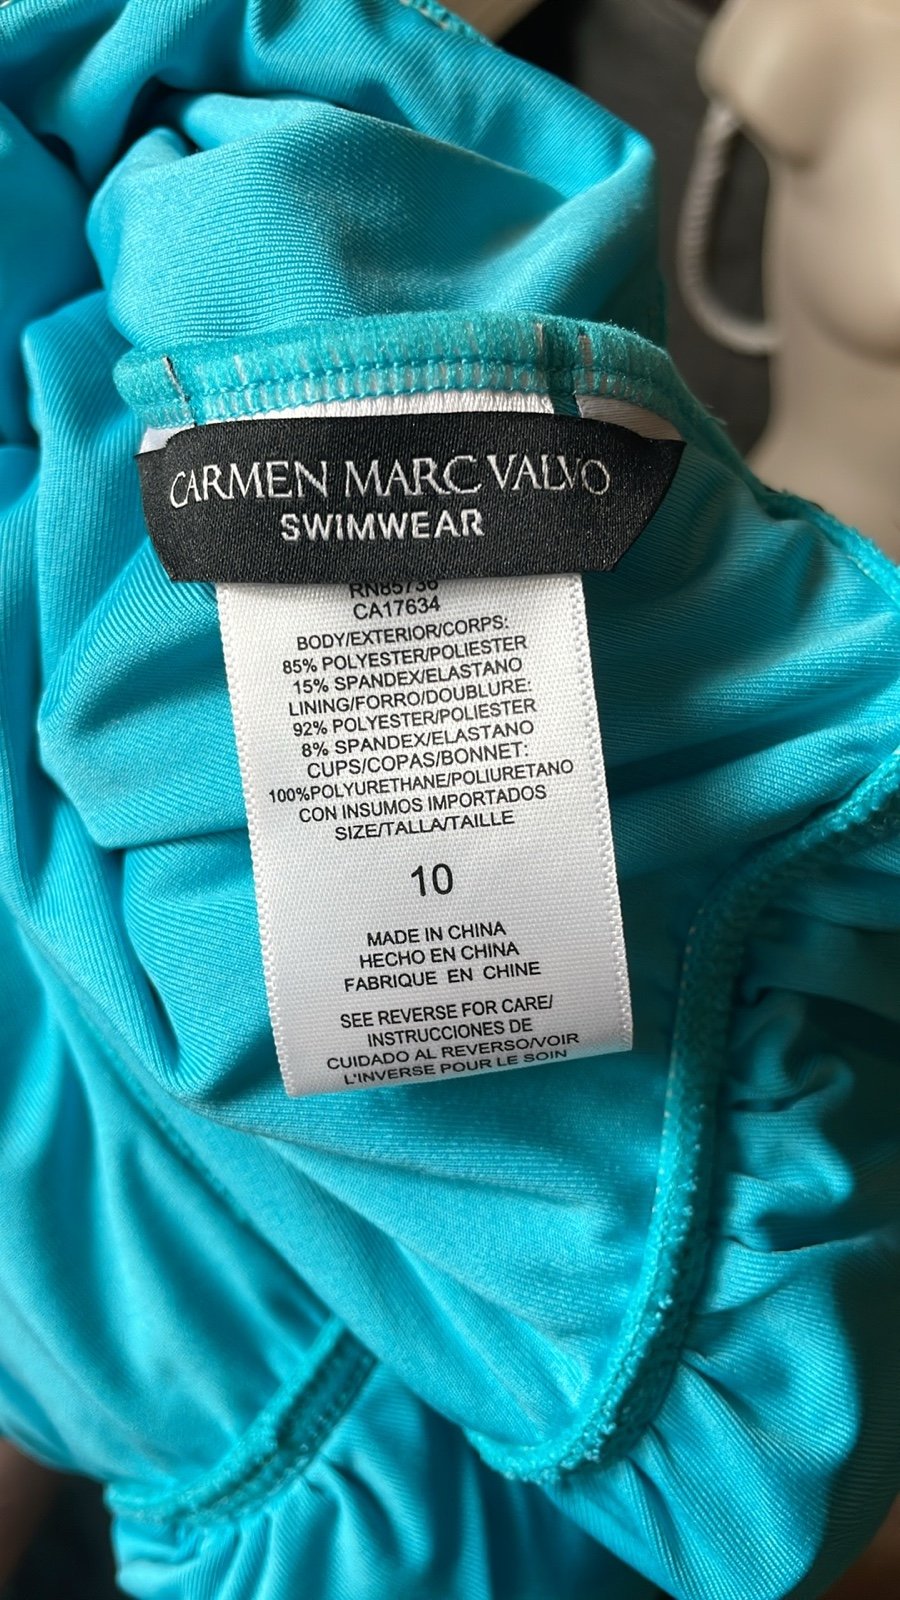 CARMEN MARC VALVO
SWIMWEAR
RN85736
CA17634
BODY/EXTERIOR/CORPS:
85% POLYESTER/POLIESTER
15% SPANDEX/ELASTANO
LINING/FORRO/DOUBLURE:
92% POLYESTER/POLIESTER
8% SPANDEX/ELASTANO
CUPS/COPAS/BONNET:
100%POLYURETHANE/POLIURETANO
CON INSUMOS IMPORTADOS
SIZE/TALLA/TAILLE
10
MADE IN CHINA
HECHO EN CHINA
FABRIQUE EN CHINE
SEE REVERSE FOR CARE/
INSTRUCCIONES DE
CUIDADO AL REVERSO/VOIR
L'INVERSE POUR LE SOIN